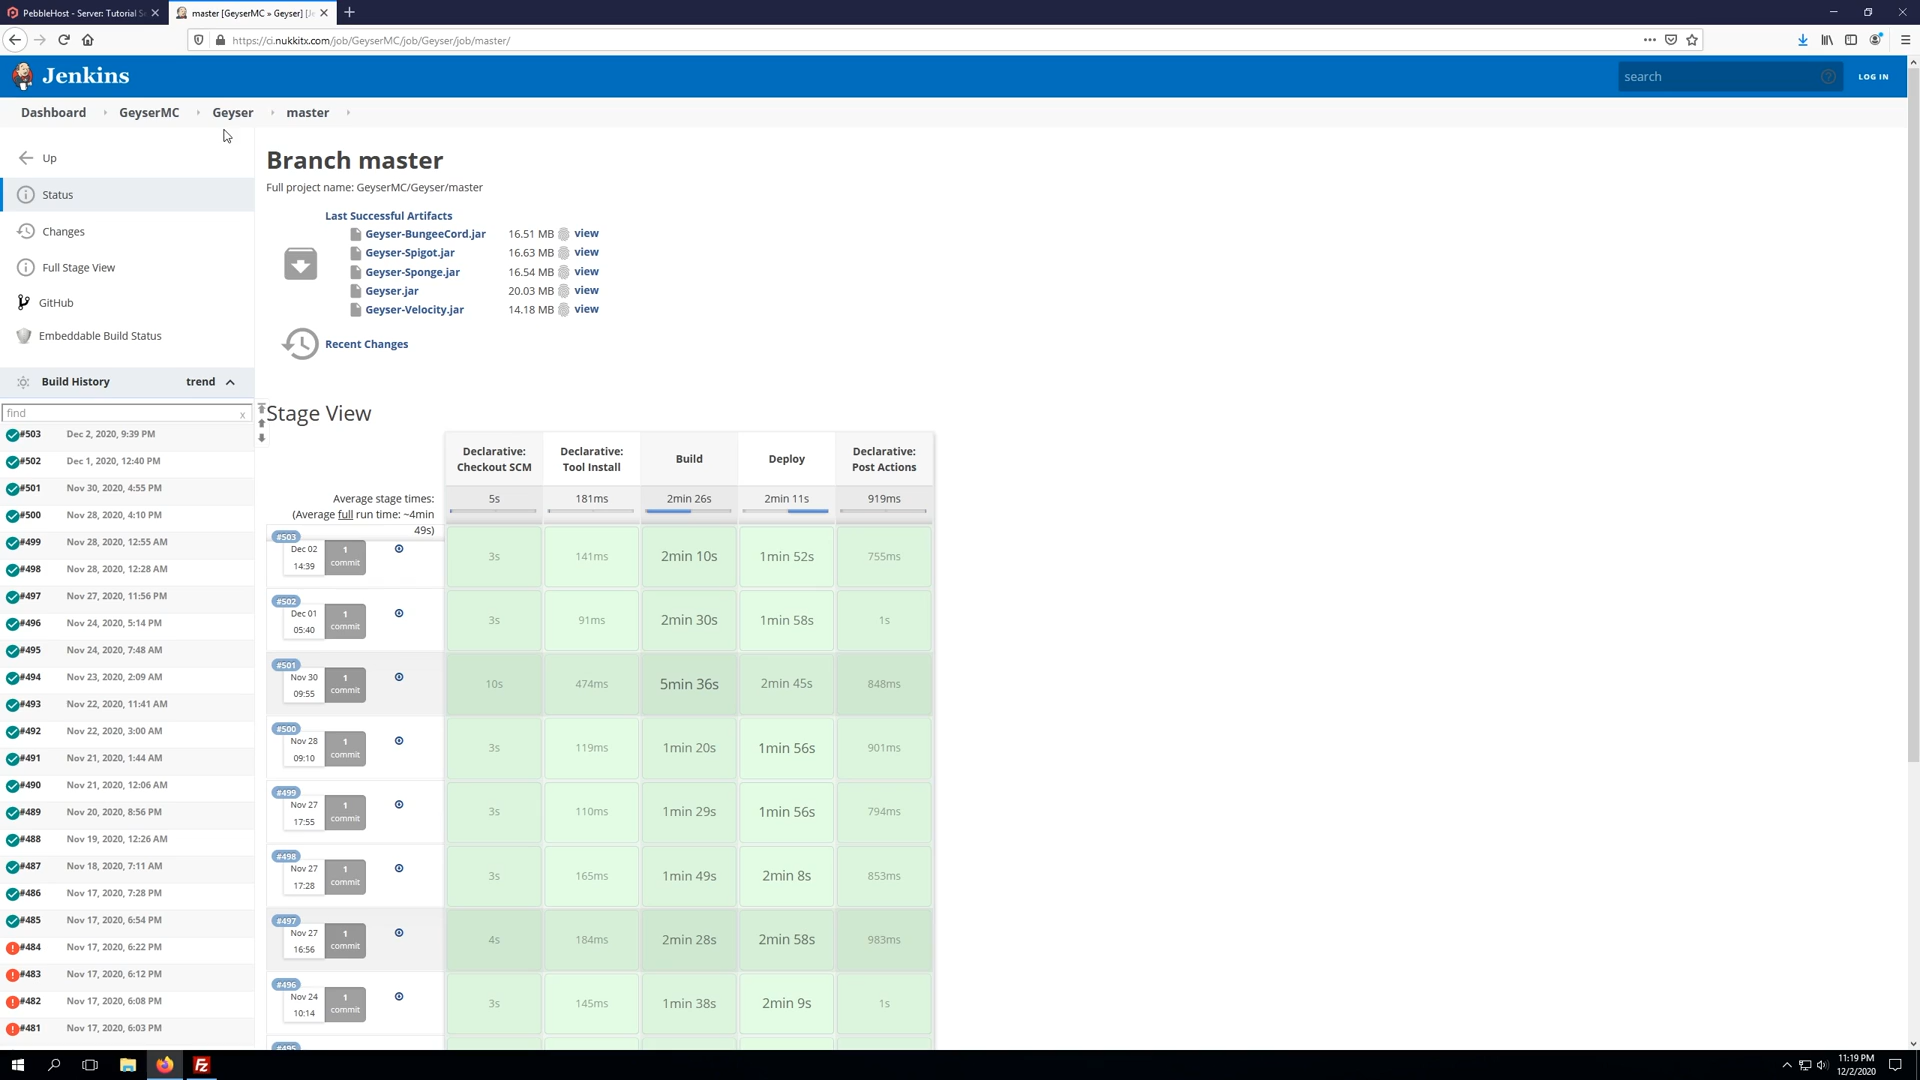 PebbleHost - Server: Tutorial S
master [GeyserMC » Geyser] [J
https://ci.nukkitx.com/job/GeyserMC/job/Geyser/job/master/
Jenkins
search
LOG IN
Dashboard
GeyserMC
Geyser
master
Up
Status
Changes
Full Stage View
GitHub
Embeddable Build Status
Build History
trend
find
x
#503 Dec 2, 2020, 9:39 PM
#502 Dec 1, 2020, 12:40 PM
#501 Nov 30, 2020, 4:55 PM
#500 Nov 28, 2020, 4:10 PM
#499 Nov 28, 2020, 12:55 AM
#498 Nov 28, 2020, 12:28 AM
#497 Nov 27, 2020, 11:56 PM
#496 Nov 24, 2020, 5:14 PM
#495 Nov 24, 2020, 7:48 AM
#494 Nov 23, 2020, 2:09 AM
#493 Nov 22, 2020, 11:41 AM
#492 Nov 22, 2020, 3:00 AM
#491 Nov 21, 2020, 1:44 AM
#490 Nov 21, 2020, 12:06 AM
#489 Nov 20, 2020, 8:56 PM
#488 Nov 19, 2020, 12:26 AM
#487 Nov 18, 2020, 7:11 AM
#486 Nov 17, 2020, 7:28 PM
#485 Nov 17, 2020, 6:54 PM
#484 Nov 17, 2020, 6:22 PM
#483 Nov 17, 2020, 6:12 PM
#482 Nov 17, 2020, 6:08 PM
#481 Nov 17, 2020, 6:03 PM
Branch master
Full project name: GeyserMC/Geyser/master
Last Successful Artifacts
Geyser-BungeeCord.jar 16.51 MB view
Geyser-Spigot.jar 16.63 MB view
Geyser-Sponge.jar 16.54 MB view
Geyser.jar 20.03 MB view
Geyser-Velocity.jar 14.18 MB view
Recent Changes
Stage View
Declarative: Checkout SCM
Declarative: Tool Install
Build
Deploy
Declarative: Post Actions
Average stage times:
(Average full run time: ~4min
49s)
5s 181ms 2min 26s 2min 11s 919ms
#503
Dec 02
14:39
1
commit
3s 141ms 2min 10s 1min 52s 755ms
#502
Dec 01
05:40
1
commit
3s 91ms 2min 30s 1min 58s 1s
#501
Nov 30
09:55
1
commit
10s 474ms 5min 36s 2min 45s 848ms
#500
Nov 28
09:10
1
commit
3s 119ms 1min 20s 1min 56s 901ms
#499
Nov 27
17:55
1
commit
3s 110ms 1min 29s 1min 56s 794ms
#498
Nov 27
17:28
1
commit
3s 165ms 1min 49s 2min 8s 853ms
#497
Nov 27
16:56
1
commit
4s 184ms 2min 28s 2min 58s 983ms
#496
Nov 24
10:14
1
commit
3s 145ms 1min 38s 2min 9s 1s
#495
11:19 PM
12/2/2020